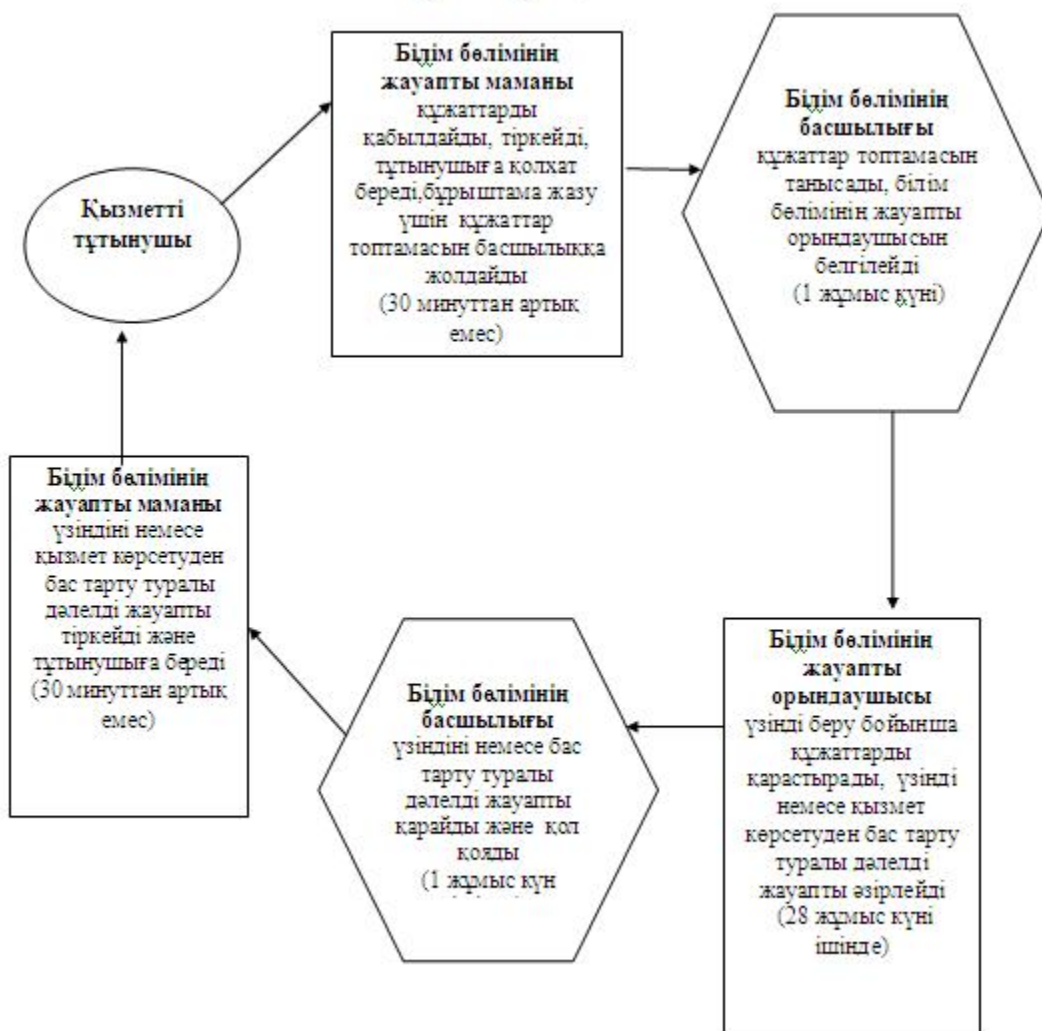 Қызметті
тұтынушы
Білім бөлімінің
жауапты маманы
құжаттарды
қабылдайды, тіркейді,
тұтынушыға қолхат
береді,бұрыштама жазу
үшін құжаттар
топтамасын басшылыққа
жолдайды
(30 минуттан артық
емес)
Білім бөлімінің
басшылығы
құжаттар топтамасын
танысады, білім
бөлімінің жауапты
орындаушысын
белгілейді
(1 жұмыс күні)
Білім бөлімінің
жауапты
орындаушысы
үзінді беру бойынша
құжаттарды
қарастырады, үзінді
немесе қызмет
көрсетуден бас тарту
туралы дәлелді
жауапты әзірлейді
(28 жұмыс күні
ішінде)
Білім бөлімінің
басшылығы
үзіндіні немесе бас
тарту туралы
дәлелді жауапты
қарайды және қол
қояды
(1 жұмыс күн
Білім бөлімінің
жауапты маманы
үзіндіні немесе
қызмет көрсетуден
бас тарту туралы
дәлелді жауапты
тіркейді және
тұтынушыға береді
(30 минуттан артық
емес)